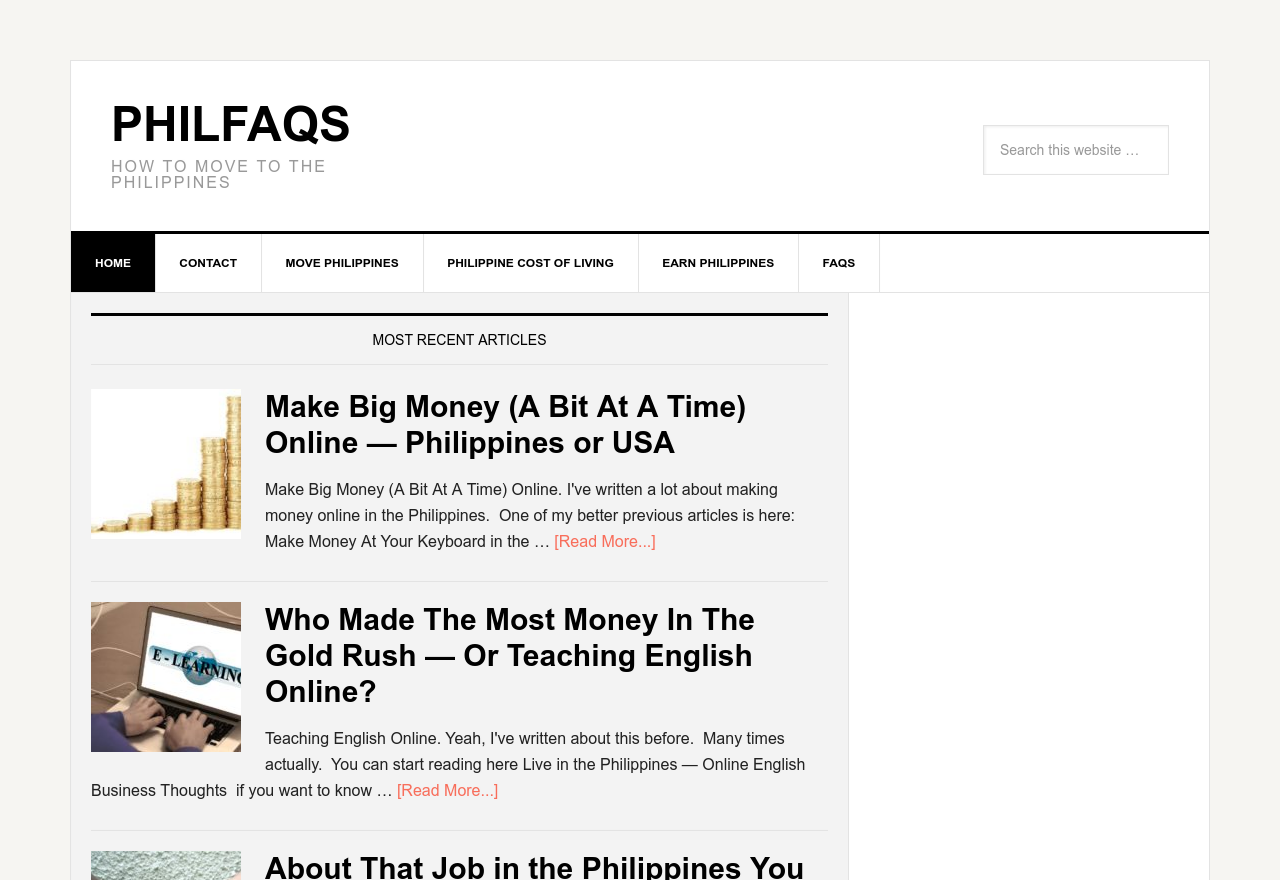 PHILFAQS
HOW TO MOVE TO THE
PHILIPPINES
Search this website …
HOME
CONTACT
MOVE PHILIPPINES
PHILIPPINE COST OF LIVING
EARN PHILIPPINES
FAQS
MOST RECENT ARTICLES
Make Big Money (A Bit At A Time)
Online — Philippines or USA
Make Big Money (A Bit At A Time) Online. I've written a lot about making
money online in the Philippines.  One of my better previous articles is here:
Make Money At Your Keyboard in the … [Read More...]
E - LEARNING
Who Made The Most Money In The
Gold Rush — Or Teaching English
Online?
Teaching English Online. Yeah, I've written about this before.  Many times
actually.  You can start reading here Live in the Philippines — Online English
Business Thoughts  if you want to know … [Read More...]
About That Job in the Philippines You